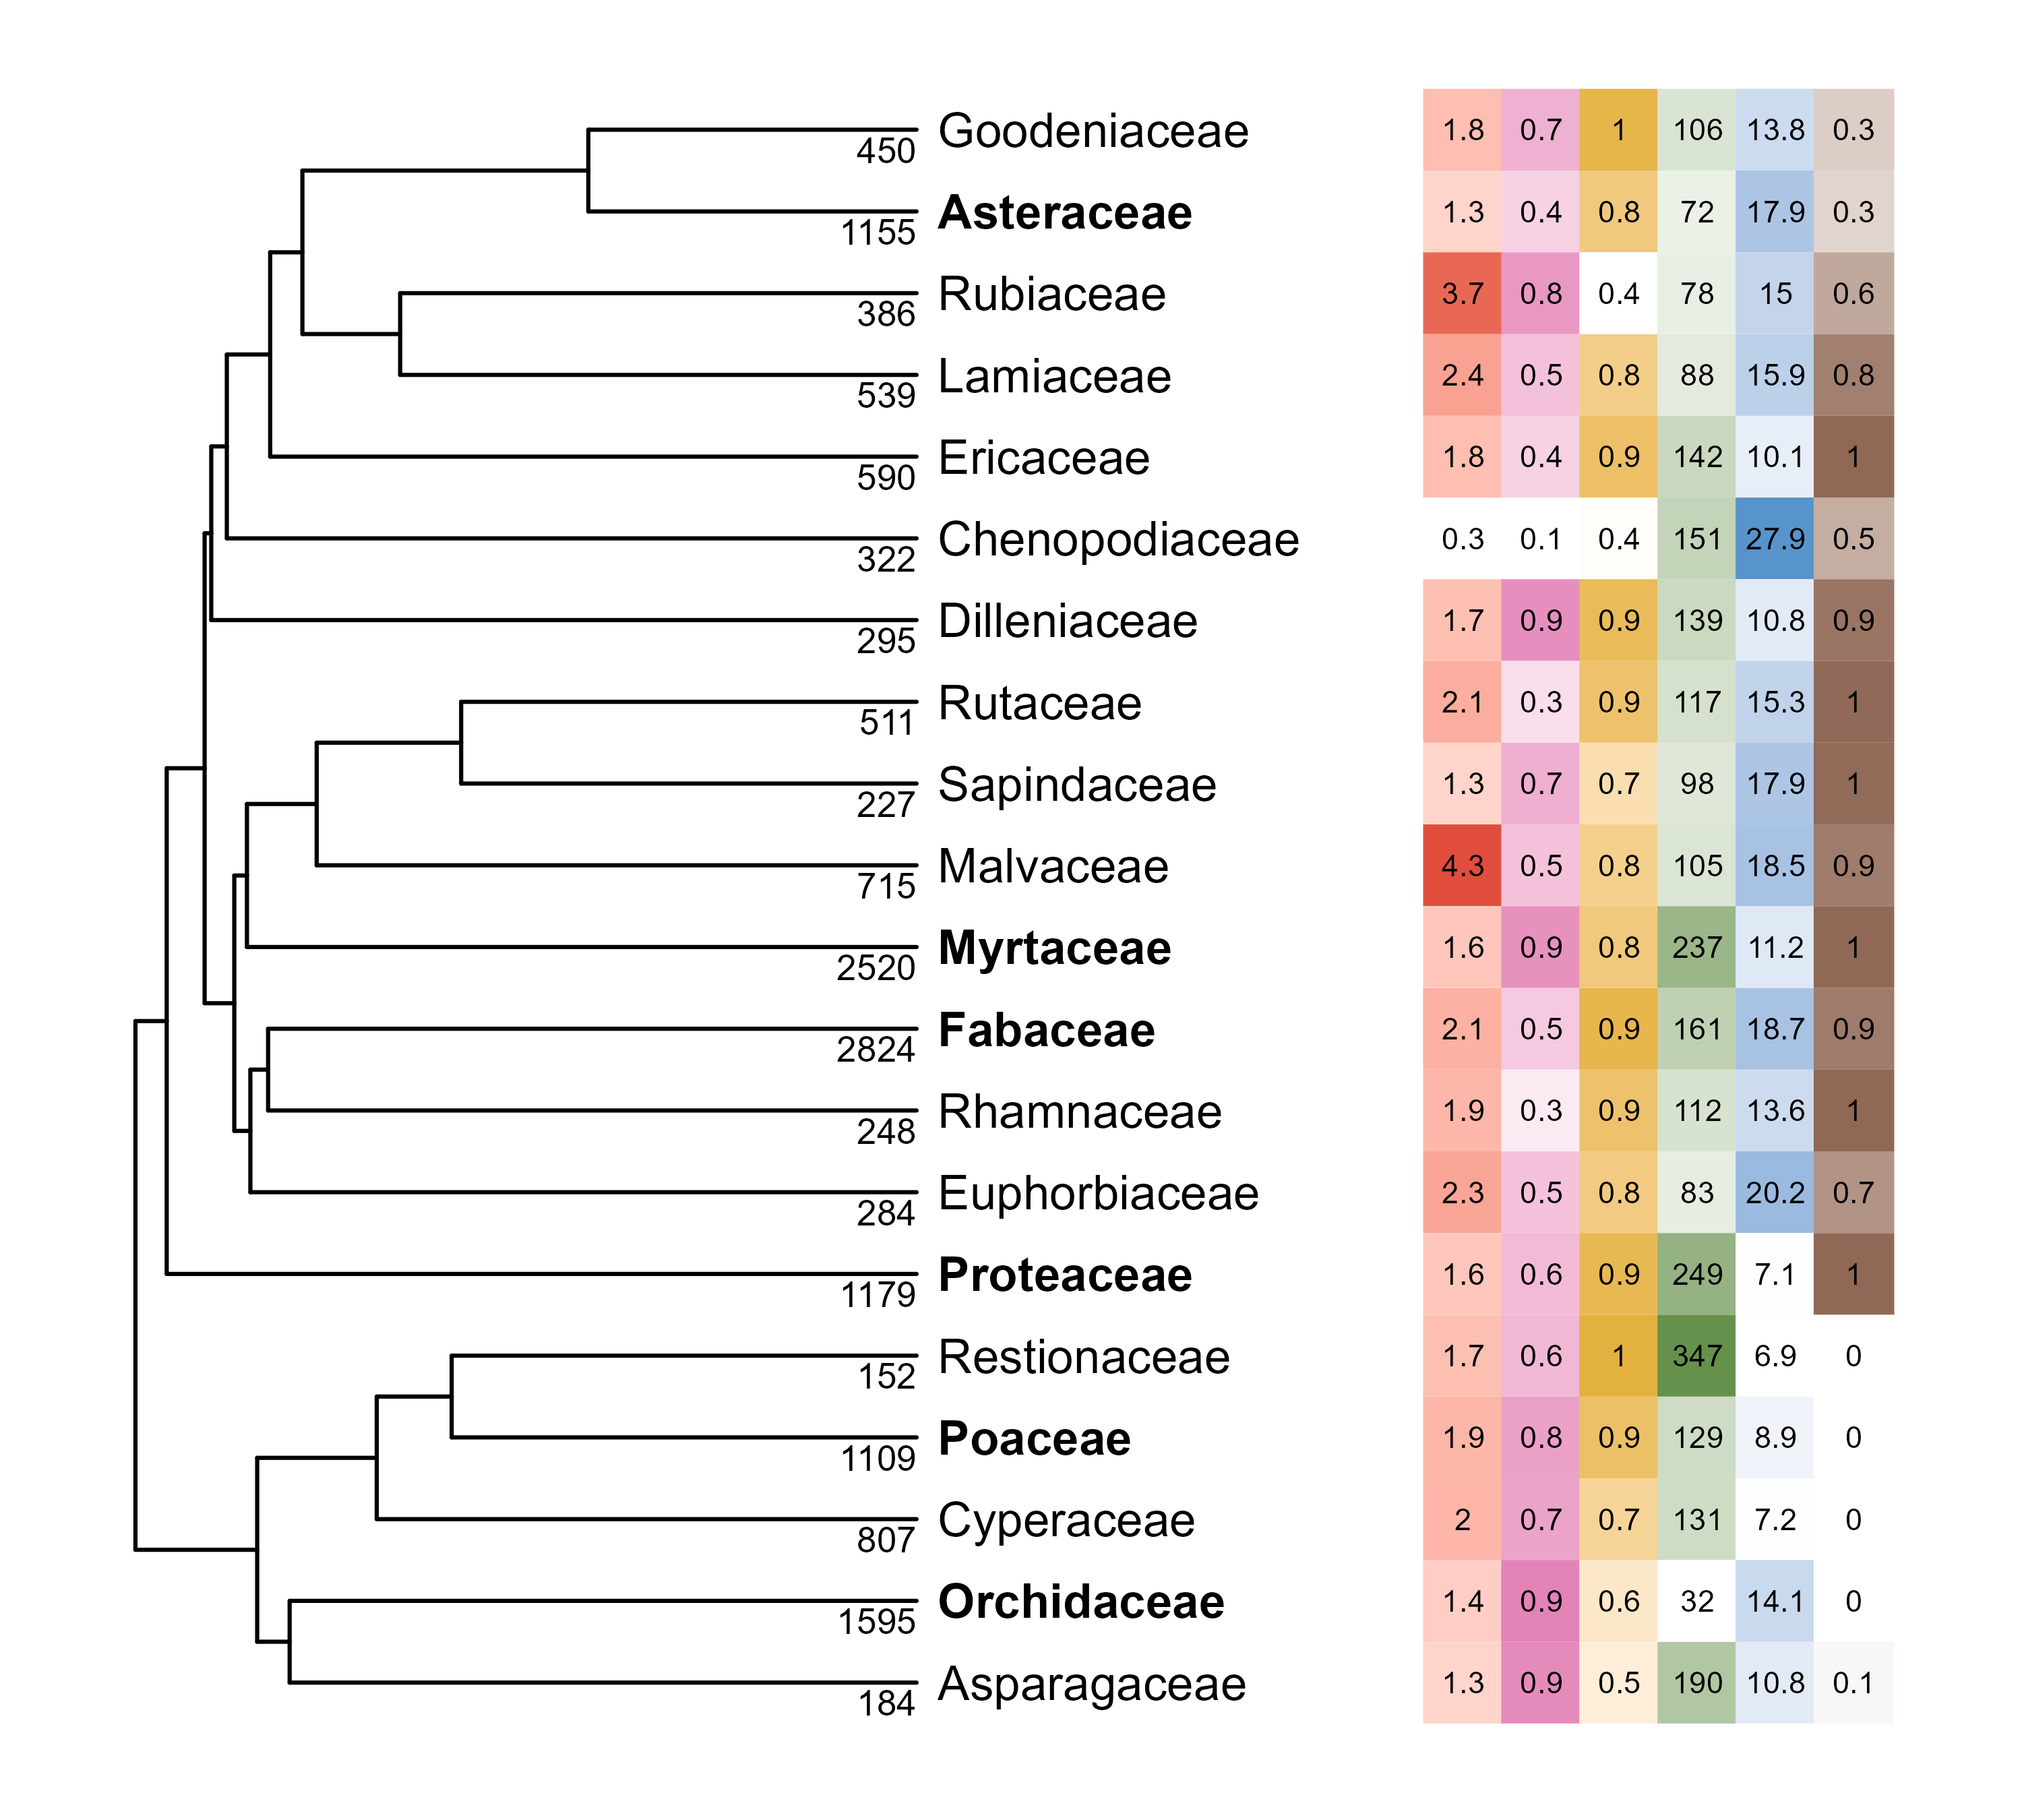 Goodeniaceae 1.8 0.7 1 106 13.8 0.3
450
Asteraceae 1.3 0.4 0.8 72 17.9 0.3
1155
Rubiaceae 3.7 0.8 0.4 78 15 0.6
386
Lamiaceae 2.4 0.5 0.8 88 15.9 0.8
539
Ericaceae 1.8 0.4 0.9 142 10.1 1
590
Chenopodiaceae 0.3 0.1 0.4 151 27.9 0.5
322
Dilleniaceae 1.7 0.9 0.9 139 10.8 0.9
295
Rutaceae 2.1 0.3 0.9 117 15.3 1
511
Sapindaceae 1.3 0.7 0.7 98 17.9 1
227
Malvaceae 4.3 0.5 0.8 105 18.5 0.9
715
Myrtaceae 1.6 0.9 0.8 237 11.2 1
2520
Fabaceae 2.1 0.5 0.9 161 18.7 0.9
2824
Rhamnaceae 1.9 0.3 0.9 112 13.6 1
248
Euphorbiaceae 2.3 0.5 0.8 83 20.2 0.7
284
Proteaceae 1.6 0.6 0.9 249 7.1 1
1179
Restionaceae 1.7 0.6 1 347 6.9 0
152
Poaceae 1.9 0.8 0.9 129 8.9 0
1109
Cyperaceae 2 0.7 0.7 131 7.2 0
807
Orchidaceae 1.4 0.9 0.6 32 14.1 0
1595
Asparagaceae 1.3 0.9 0.5 190 10.8 0.1
184